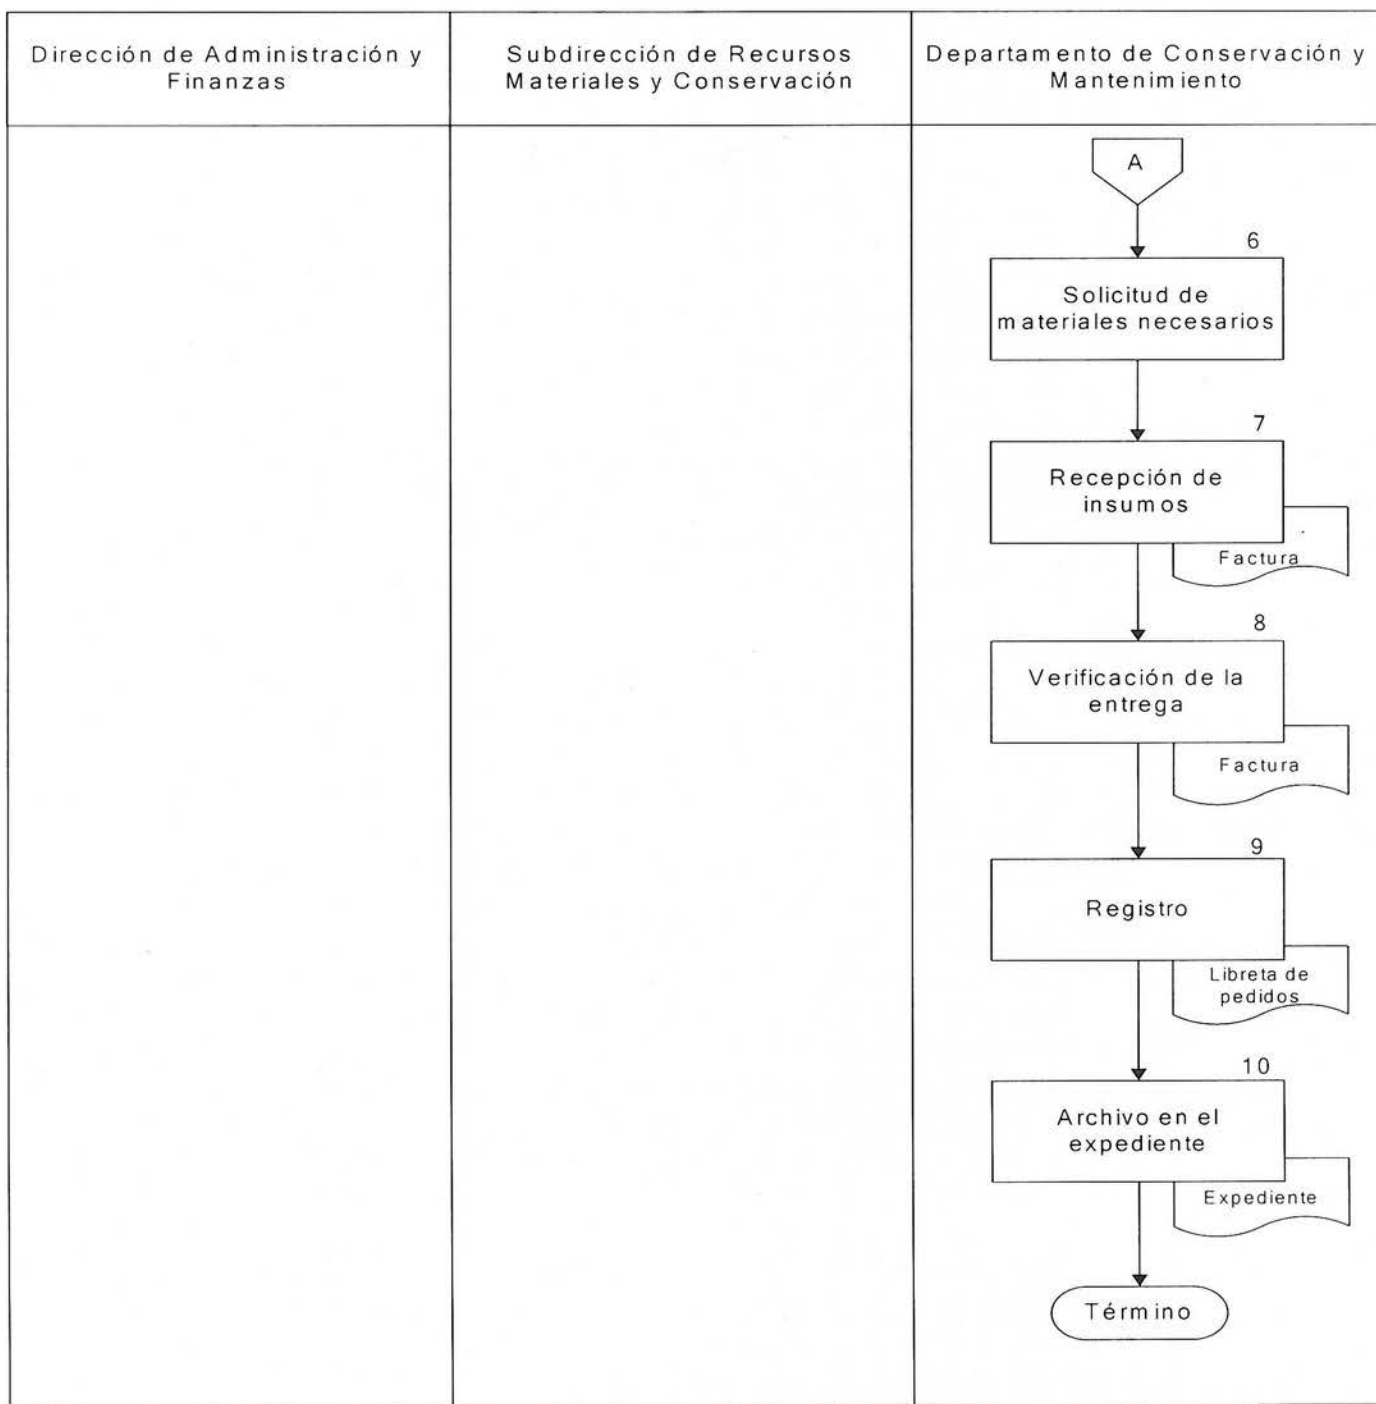 Dirección de Administración y
Finanzas
Subdirección de Recursos
Materiales y Conservación
Departamento de Conservación y
Mantenimiento
A
6
Solicitud de
materiales necesarios
7
Recepción de
insumos
Factura
8
Verificación de la
entrega
Factura
9
Registro
Libreta de
pedidos
10
Archivo en el
expediente
Expediente
Término